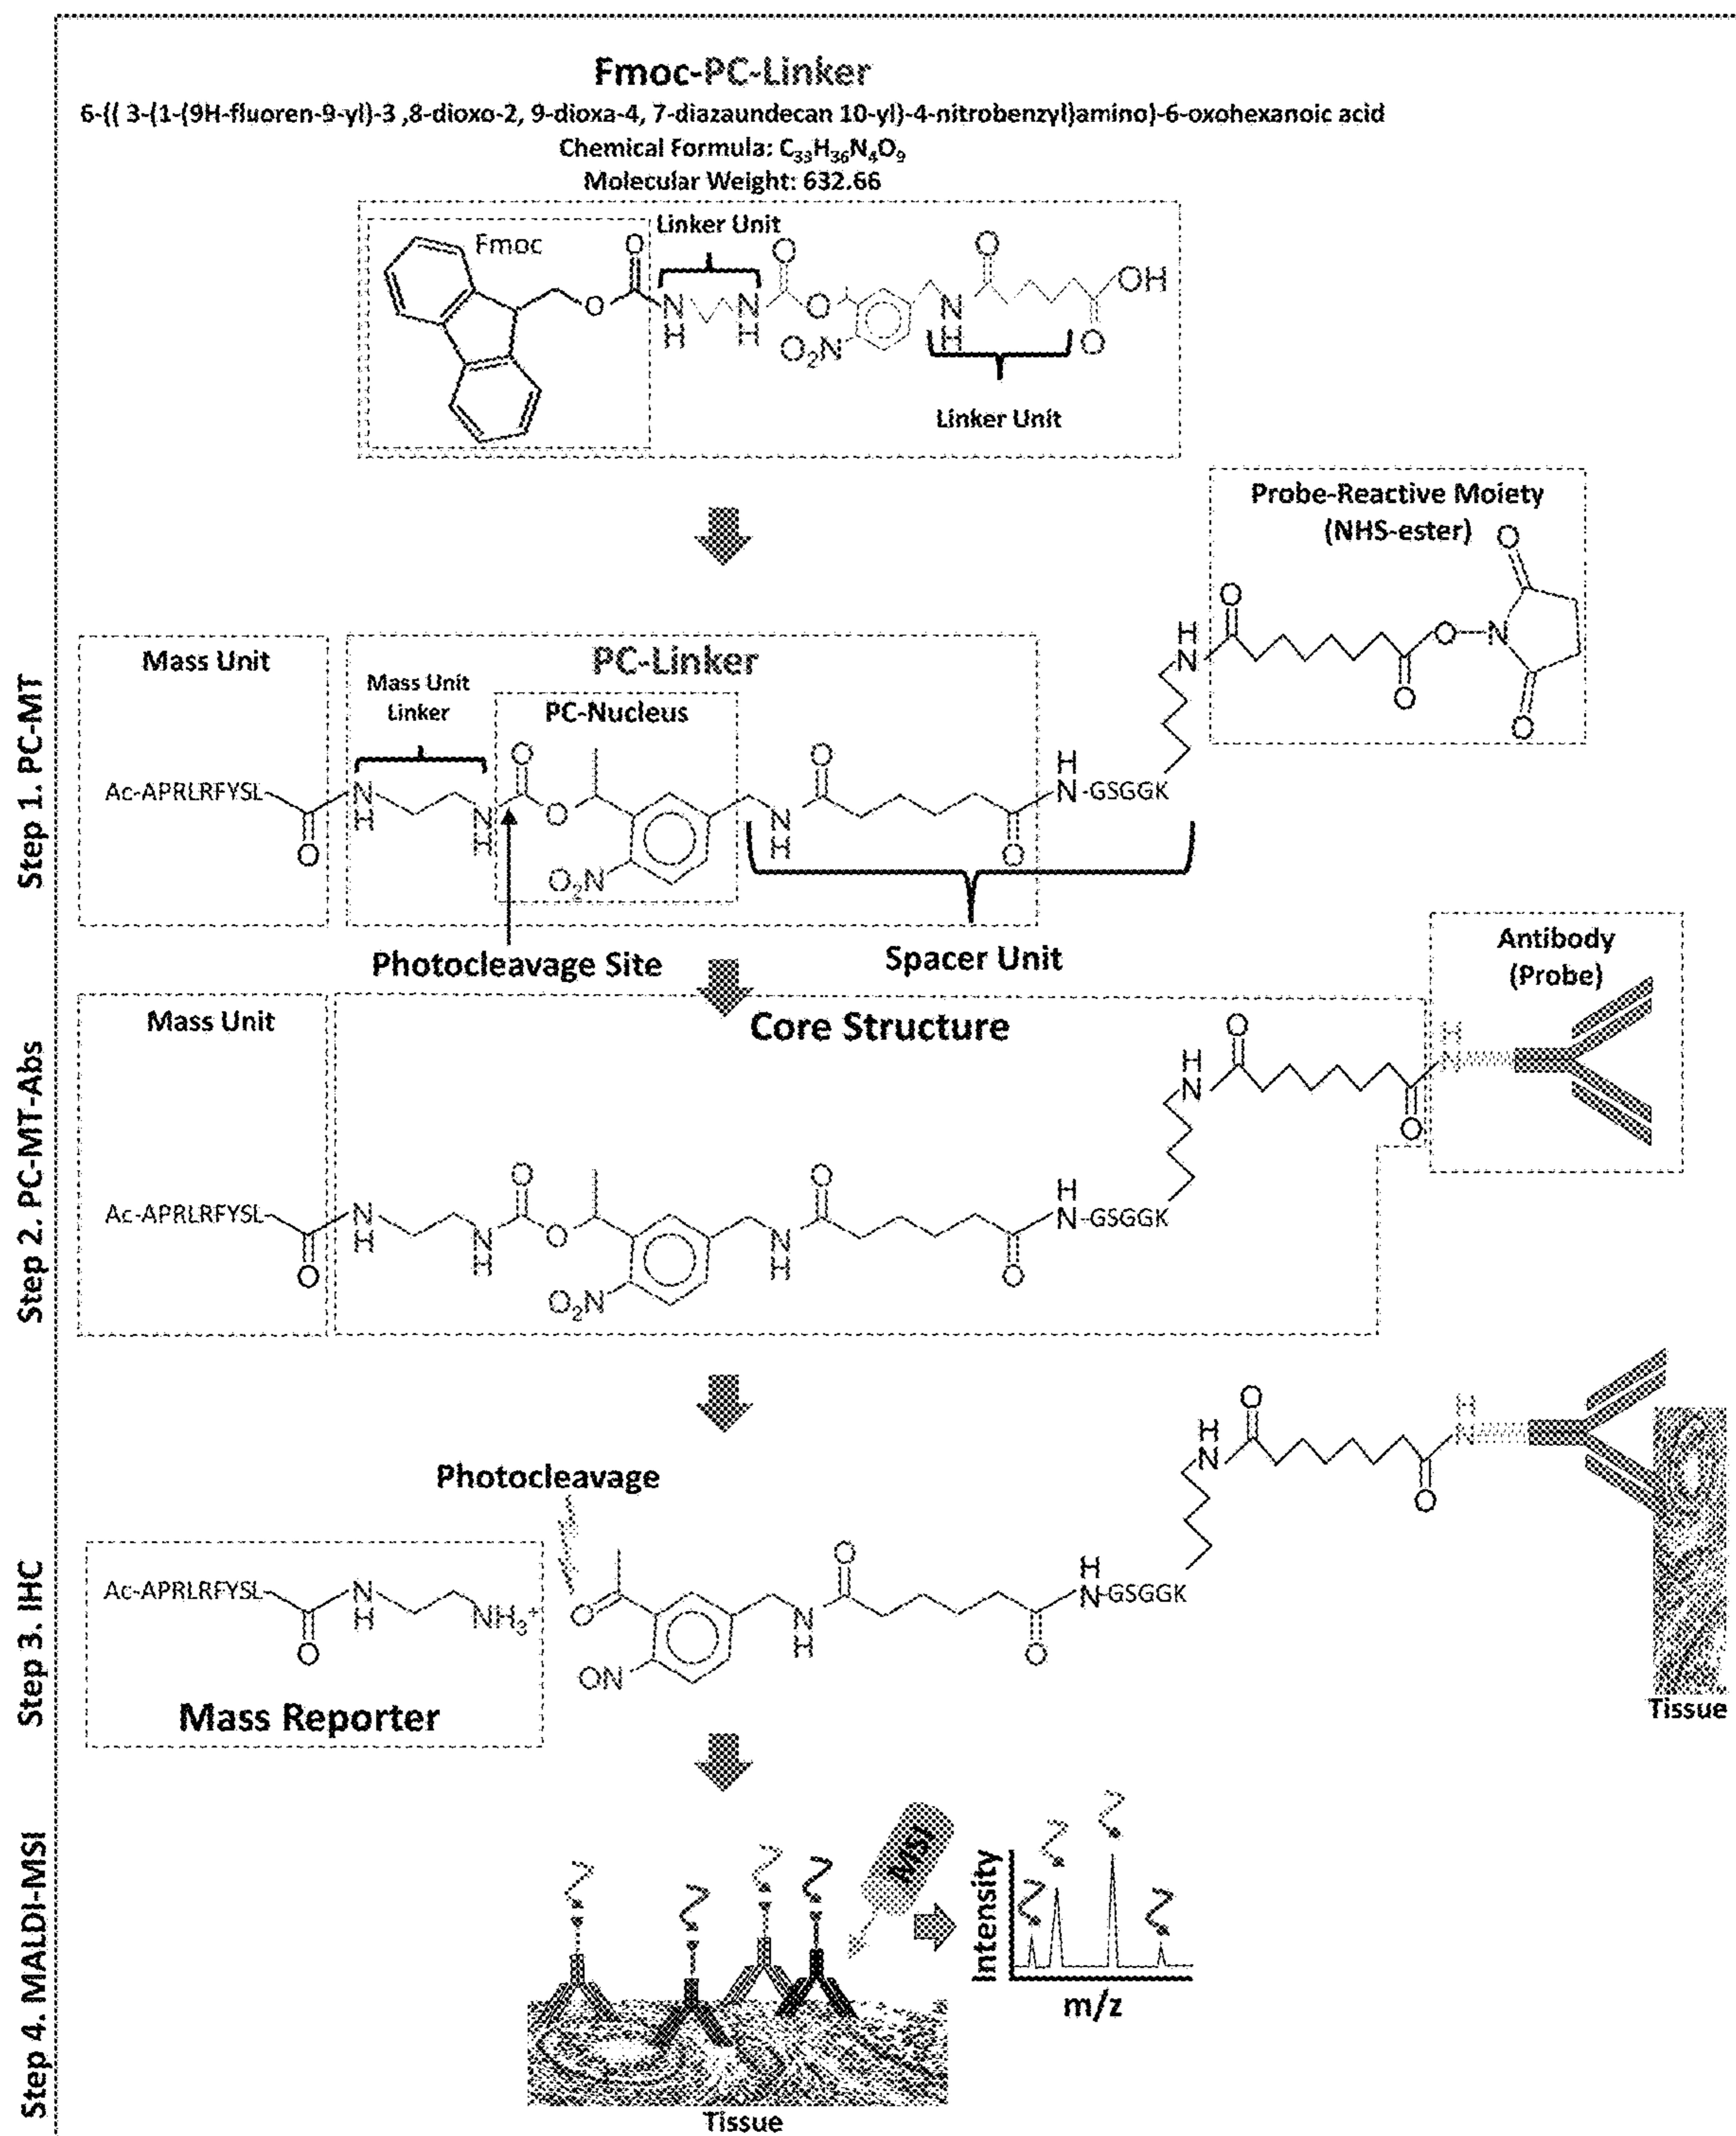 Fmoc-PC-Linker
6-(( 3-(1-(9H-fluoren-9-yl)-3 ,8-dioxo-2, 9-dioxa-4, 7-diazaundecan 10-yl)-4-nitrobenzyl)amino)-6-oxohexanoic acid
Chemical Formula: C33H36N4O9
Molecular Weight: 632.66
Linker Unit
Fmoc
O
O
O
O
N
H
N
H
O
O2N
N
H
OH
O
Linker Unit
Probe-Reactive Moiety
(NHS-ester)
O
O
O
N
O
O
H
N
Step 1. PC-MT
Mass Unit
PC-Linker
Mass Unit
Linker
PC-Nucleus
Ac-APRLRFYSL
O
N
H
N
H
O
O
O2N
N
H
O
O
H
N-GSGGK
Photocleavage Site
Spacer Unit
Antibody
(Probe)
Step 2. PC-MT-Abs
Mass Unit
Core Structure
H
N
O
O
H
N
Ac-APRLRFYSL
O
N
H
N
H
O
O
O2N
N
H
O
O
H
N-GSGGK
Step 3. IHC
Photocleavage
H
N
O
O
H
N
Ac-APRLRFYSL
O
N
H
NH3+
O
ON
N
H
O
O
H
N-GSGGK
Mass Reporter
Tissue
Step 4. MALDI-MSI
MSI
Intensity
m/z
Tissue